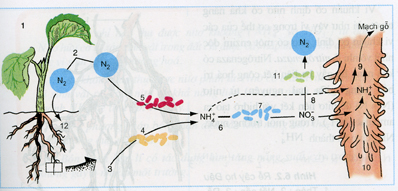 1
Mạch gỗ
N₂
2
N₂
N₂
11
9
5
7
8
NH₄⁺
12
4
NH₄⁺
NO₃⁻
6
3
10